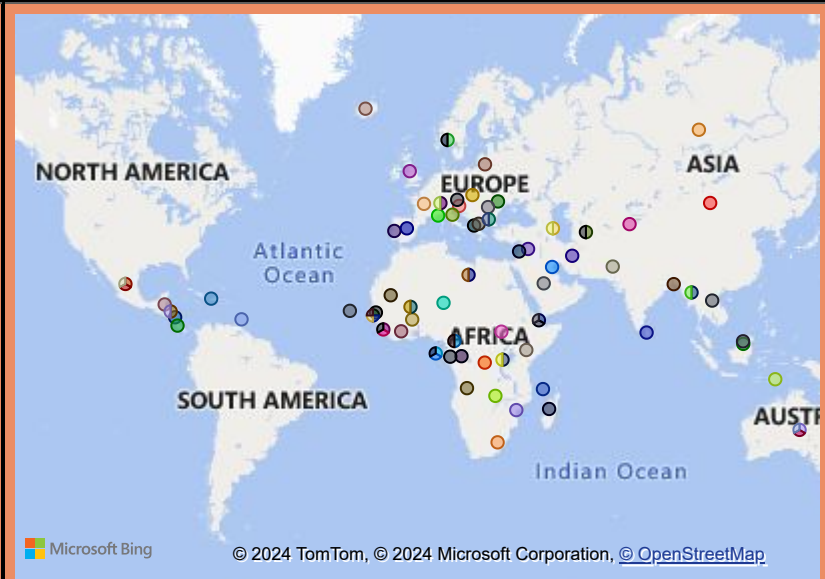 NORTH AMERICA
ASIA
EUROPE
Atlantic
Ocean
AFRICA
SOUTH AMERICA
AUST
Indian Ocean
Microsoft Bing
© 2024 TomTom, © 2024 Microsoft Corporation, © OpenStreetMap